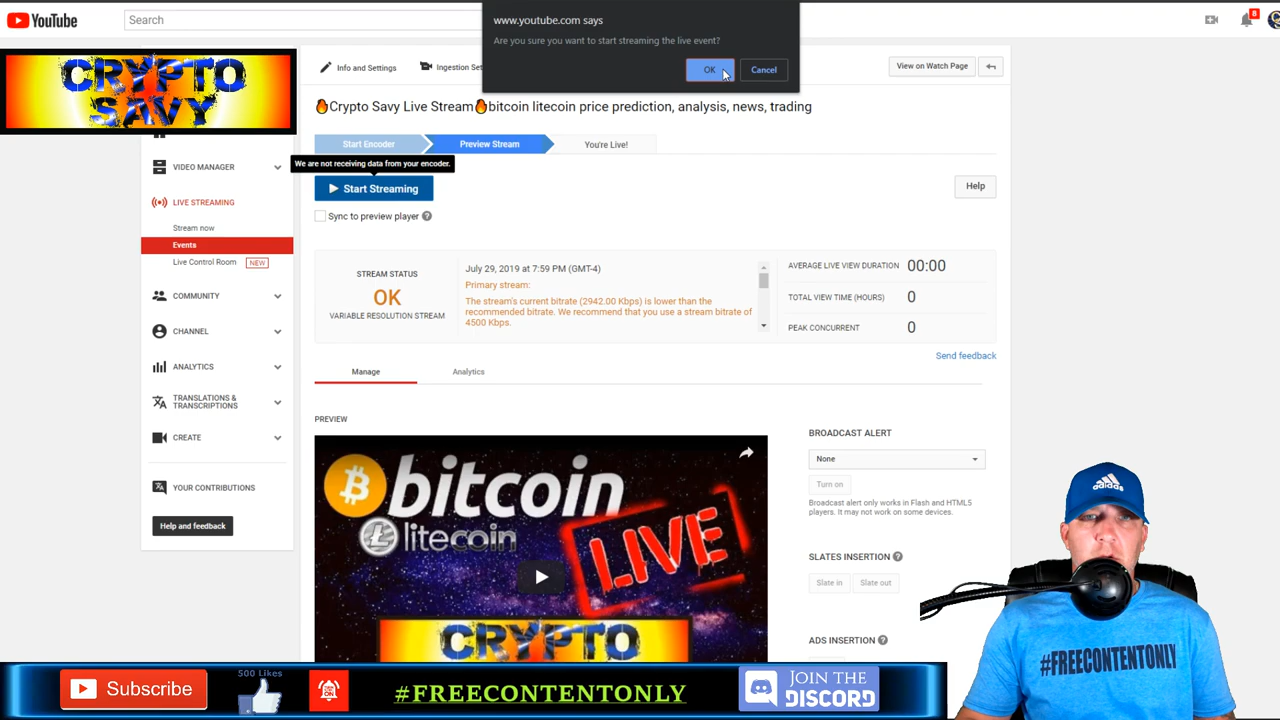 YouTube
Search
www.youtube.com says
Are you sure you want to start streaming the live event?
OK
Cancel
8
CRYPTO
SAVY
Info and Settings
Ingestion Set
View on Watch Page
🔥Crypto Savy Live Stream🔥bitcoin litecoin price prediction, analysis, news, trading
Start Encoder
Preview Stream
You're Live!
We are not receiving data from your encoder.
Start Streaming
Help
Sync to preview player ?
VIDEO MANAGER
LIVE STREAMING
Stream now
Events
Live Control Room NEW
COMMUNITY
CHANNEL
ANALYTICS
TRANSLATIONS &
TRANSCRIPTIONS
CREATE
YOUR CONTRIBUTIONS
Help and feedback
STREAM STATUS
OK
VARIABLE RESOLUTION STREAM
July 29, 2019 at 7:59 PM (GMT-4)
Primary stream:
The stream's current bitrate (2942.00 Kbps) is lower than the
recommended bitrate. We recommend that you use a stream bitrate of
4500 Kbps.
AVERAGE LIVE VIEW DURATION 00:00
TOTAL VIEW TIME (HOURS) 0
PEAK CONCURRENT 0
Send feedback
Manage
Analytics
PREVIEW
bitcoin
litecoin
LIVE
CRYPTO
BROADCAST ALERT
None
Turn on
Broadcast alert only works in Flash and HTML5
players. It may not work on some devices.
SLATES INSERTION ?
Slate in
Slate out
ADS INSERTION ?
adidas
#FREECONTENTONLY
Subscribe
500 Likes
#FREECONTENTONLY
JOIN THE
DISCORD